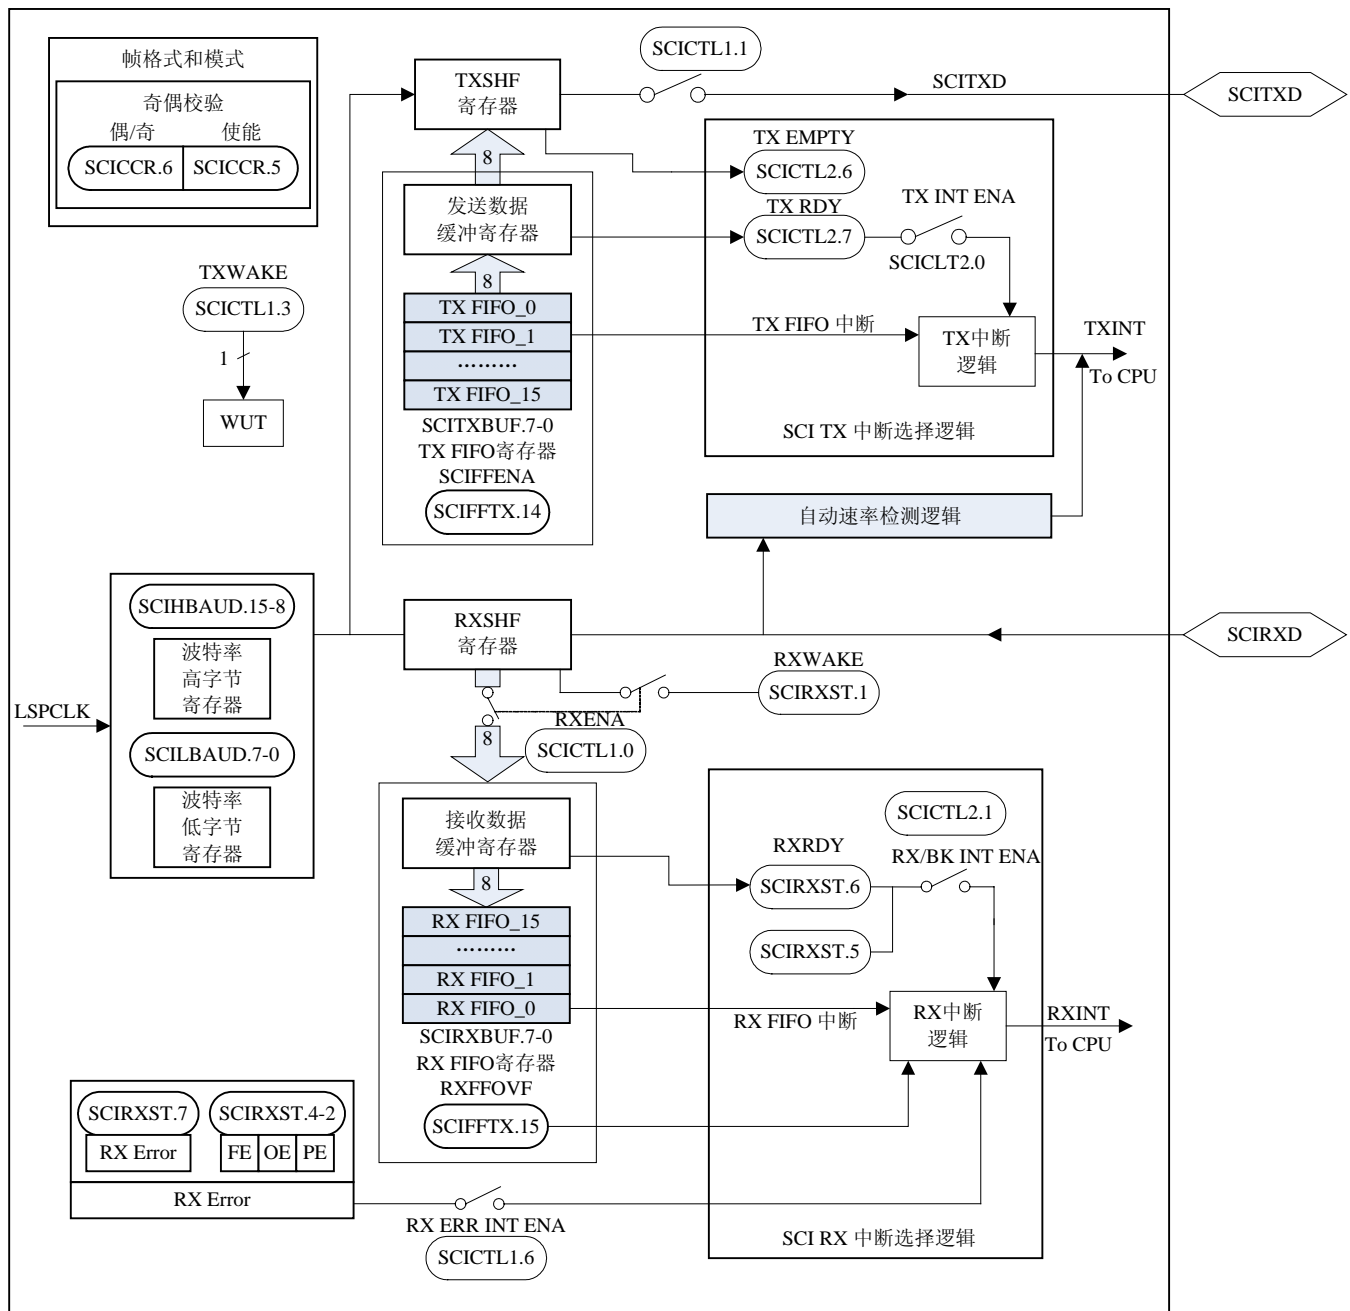 帧格式和模式
奇偶校验
偶/奇
使能
SCICCR.6
SCICCR.5
TXWAKE
SCICTL1.3
1
WUT
TXSHF
寄存器
8
发送数据
缓冲寄存器
8
TX FIFO_0
TX FIFO_1
………
TX FIFO_15
SCITXBUF.7-0
TX FIFO寄存器
SCIFFENA
SCIFFTX.14
SCICTL1.1
SCITXD
SCITXD
TX EMPTY
SCICTL2.6
TX RDY
SCICTL2.7
TX INT ENA
SCICLT2.0
TX FIFO 中断
TX中断
逻辑
TXINT
To CPU
SCI TX 中断选择逻辑
自动速率检测逻辑
LSPCLK
SCIHBAUD.15-8
波特率
高字节
寄存器
SCILBAUD.7-0
波特率
低字节
寄存器
RXSHF
寄存器
SCIRXD
RXWAKE
SCIRXST.1
RXENA
SCICTL1.0
8
接收数据
缓冲寄存器
8
RX FIFO_15
………
RX FIFO_1
RX FIFO_0
SCIRXBUF.7-0
RX FIFO寄存器
RXFFOVF
SCIFFTX.15
SCICTL2.1
RXRDY
RX/BK INT ENA
SCIRXST.6
SCIRXST.5
RX FIFO 中断
RX中断
逻辑
RXINT
To CPU
SCI RX 中断选择逻辑
SCIRXST.7
SCIRXST.4-2
RX Error
FE
OE
PE
RX Error
RX ERR INT ENA
SCICTL1.6